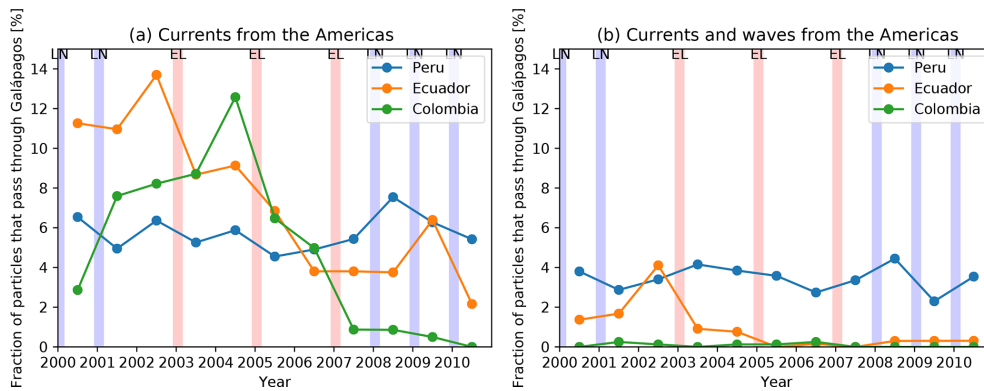 (a) Currents from the Americas
LN LN EL EL EL LN LN LN
Fraction of particles that pass through Galápagos [%]
14
12
10
8
6
4
2
0
Peru
Ecuador
Colombia
2000 2001 2002 2003 2004 2005 2006 2007 2008 2009 2010
Year
(b) Currents and waves from the Americas
LN LN EL EL EL LN LN LN
Fraction of particles that pass through Galápagos [%]
14
12
10
8
6
4
2
0
Peru
Ecuador
Colombia
2000 2001 2002 2003 2004 2005 2006 2007 2008 2009 2010
Year